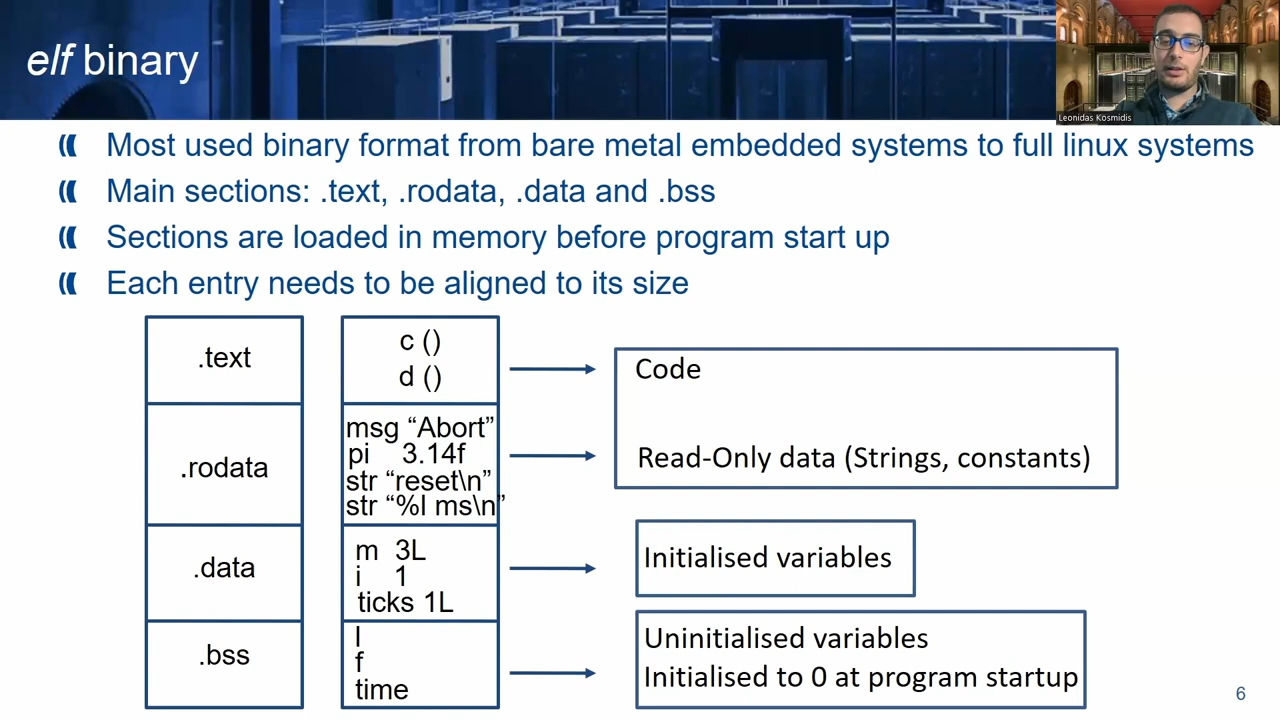 elf binary
Leonidas Kosmidis
Most used binary format from bare metal embedded systems to full linux systems
Main sections: .text, .rodata, .data and .bss
Sections are loaded in memory before program start up
Each entry needs to be aligned to its size
.text
c ()
d ()
Code
.rodata
msg “Abort”
pi 3.14f
str “reset\n”
str “%l ms\n”
Read-Only data (Strings, constants)
.data
m 3L
i 1
ticks 1L
Initialised variables
.bss
l
f
time
Uninitialised variables
Initialised to 0 at program startup
6